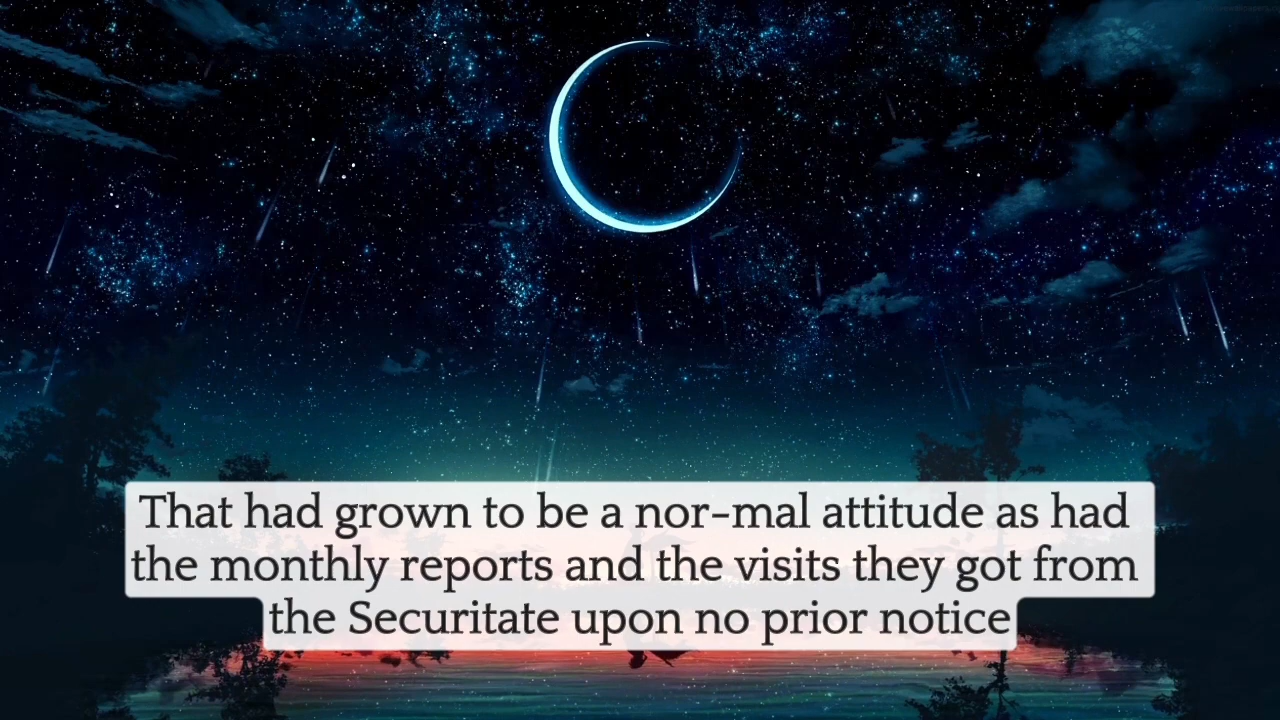 That had grown to be a nor-mal attitude as had
the monthly reports and the visits they got from
the Securitate upon no prior notice